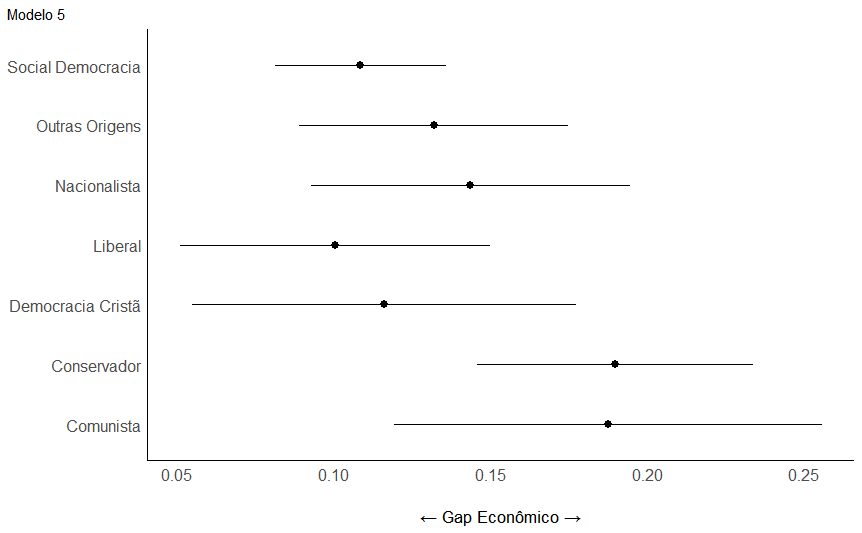 Modelo 5
Social Democracia
Outras Origens
Nacionalista
Liberal
Democracia Cristã
Conservador
Comunista
0.05 0.10 0.15 0.20 0.25
← Gap Econômico →